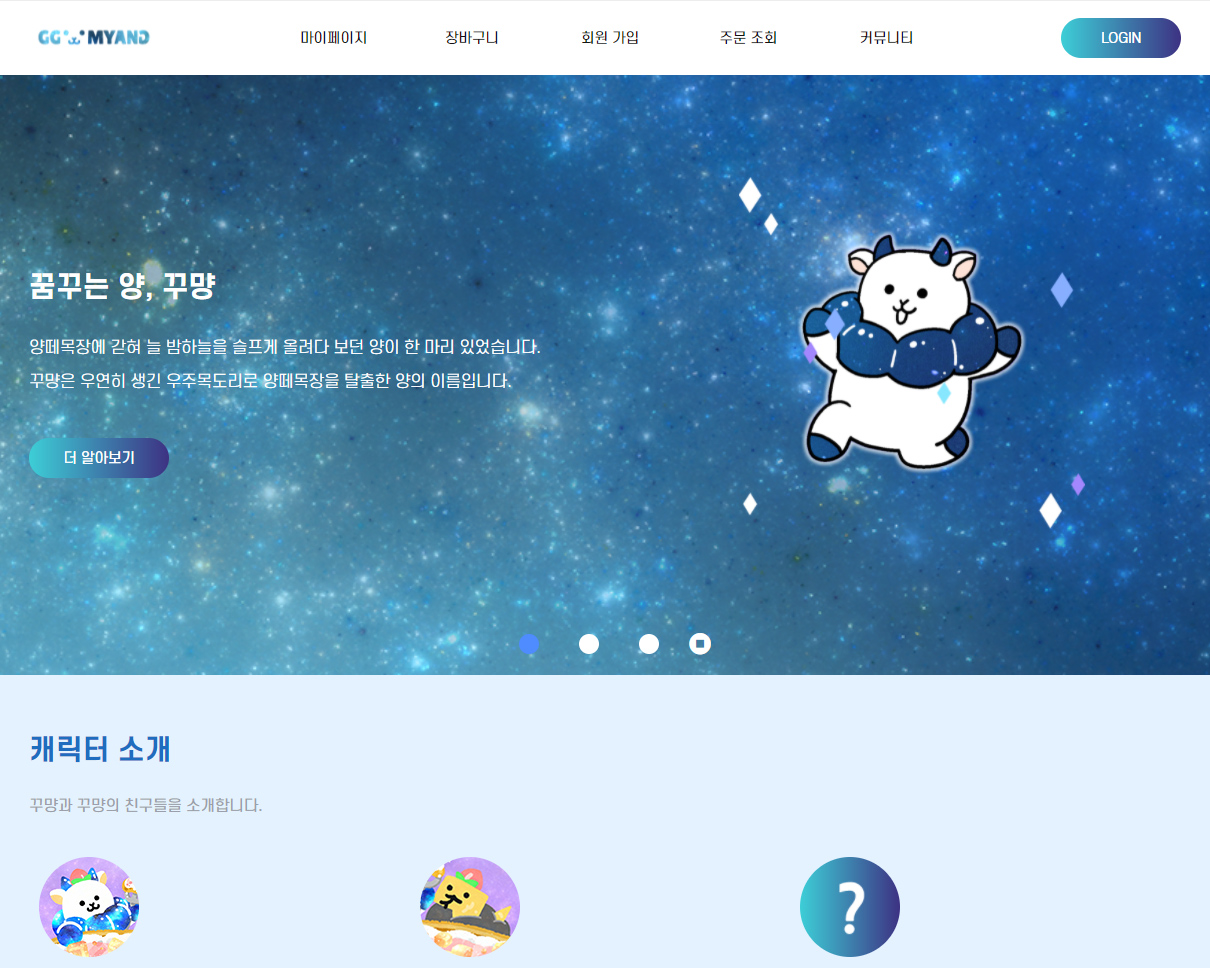 GG MYAND
마이페이지
장바구니
회원 가입
주문 조회
커뮤니티
LOGIN
꿈꾸는 양, 꾸먕
양떼목장에 갇혀 늘 밤하늘을 슬프게 올려다 보던 양이 한 마리 있었습니다.
꾸먕은 우연히 생긴 우주목도리로 양떼목장을 탈출한 양의 이름입니다.
더 알아보기
캐릭터 소개
꾸먕과 꾸먕의 친구들을 소개합니다.
?